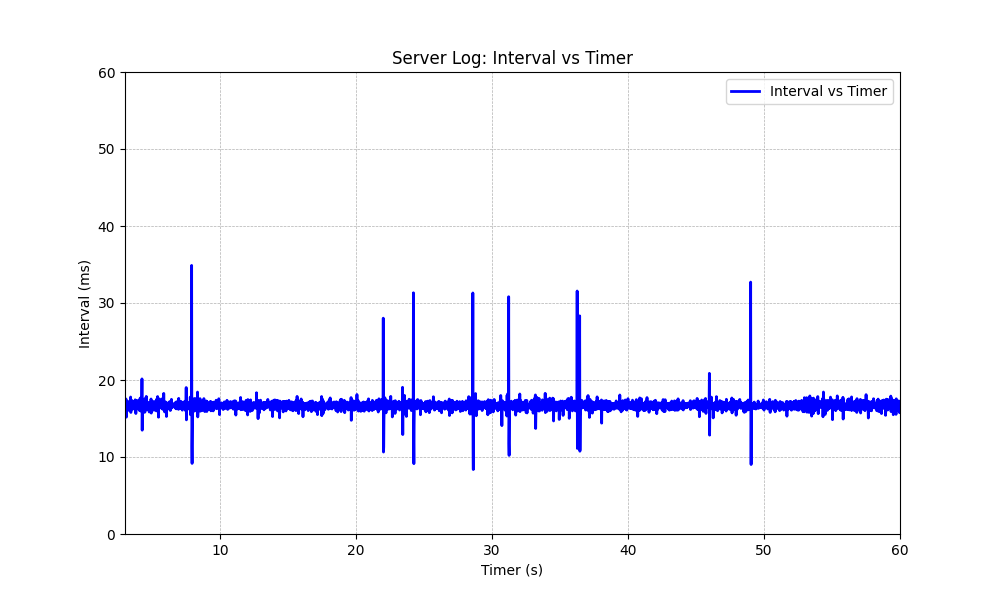 Server Log: Interval vs Timer
Interval vs Timer
60
50
40
30
20
10
0
Interval (ms)
10 20 30 40 50 60
Timer (s)